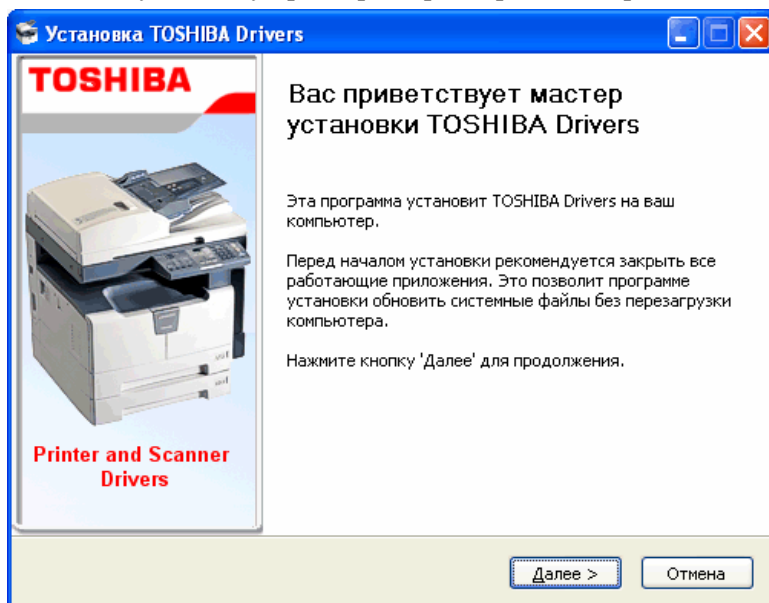 Установка TOSHIBA Drivers
TOSHIBA
Вас приветствует мастер
установки TOSHIBA Drivers
Эта программа установит TOSHIBA Drivers на ваш
компьютер.
Перед началом установки рекомендуется закрыть все
работающие приложения. Это позволит программе
установки обновить системные файлы без перезагрузки
компьютера.
Нажмите кнопку 'Далее' для продолжения.
Printer and Scanner
Drivers
Далее >
Отмена